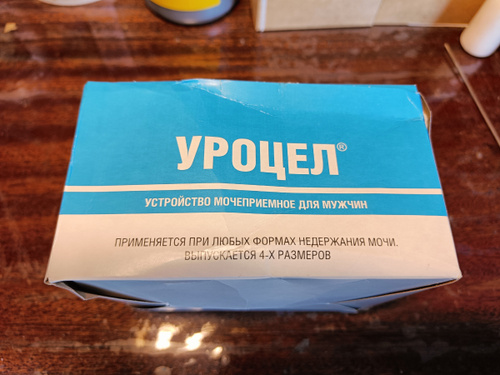 УРОЦЕЛ®
УСТРОЙСТВО МОЧЕПРИЕМНОЕ ДЛЯ МУЖЧИН
ПРИМЕНЯЕТСЯ ПРИ ЛЮБЫХ ФОРМАХ НЕДЕРЖАНИЯ МОЧИ.
ВЫПУСКАЕТСЯ 4-Х РАЗМЕРОВ